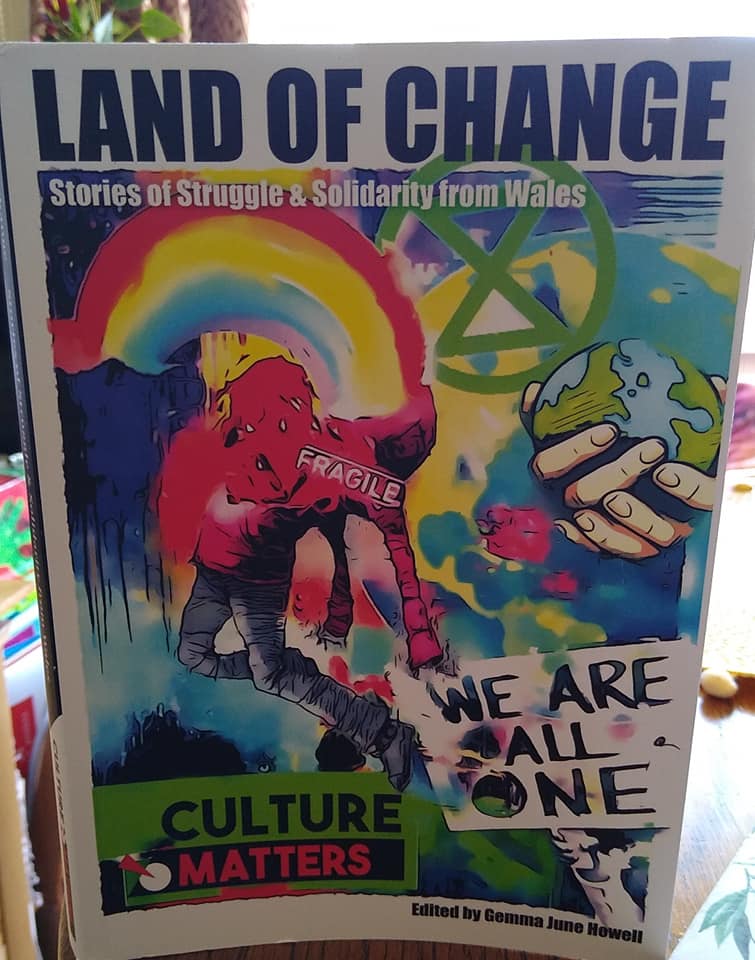 LAND OF CHANGE
Stories of Struggle & Solidarity from Wales
FRAGILE
WE ARE
ALL
ONE
CULTURE
MATTERS
Edited by Gemma June Howell